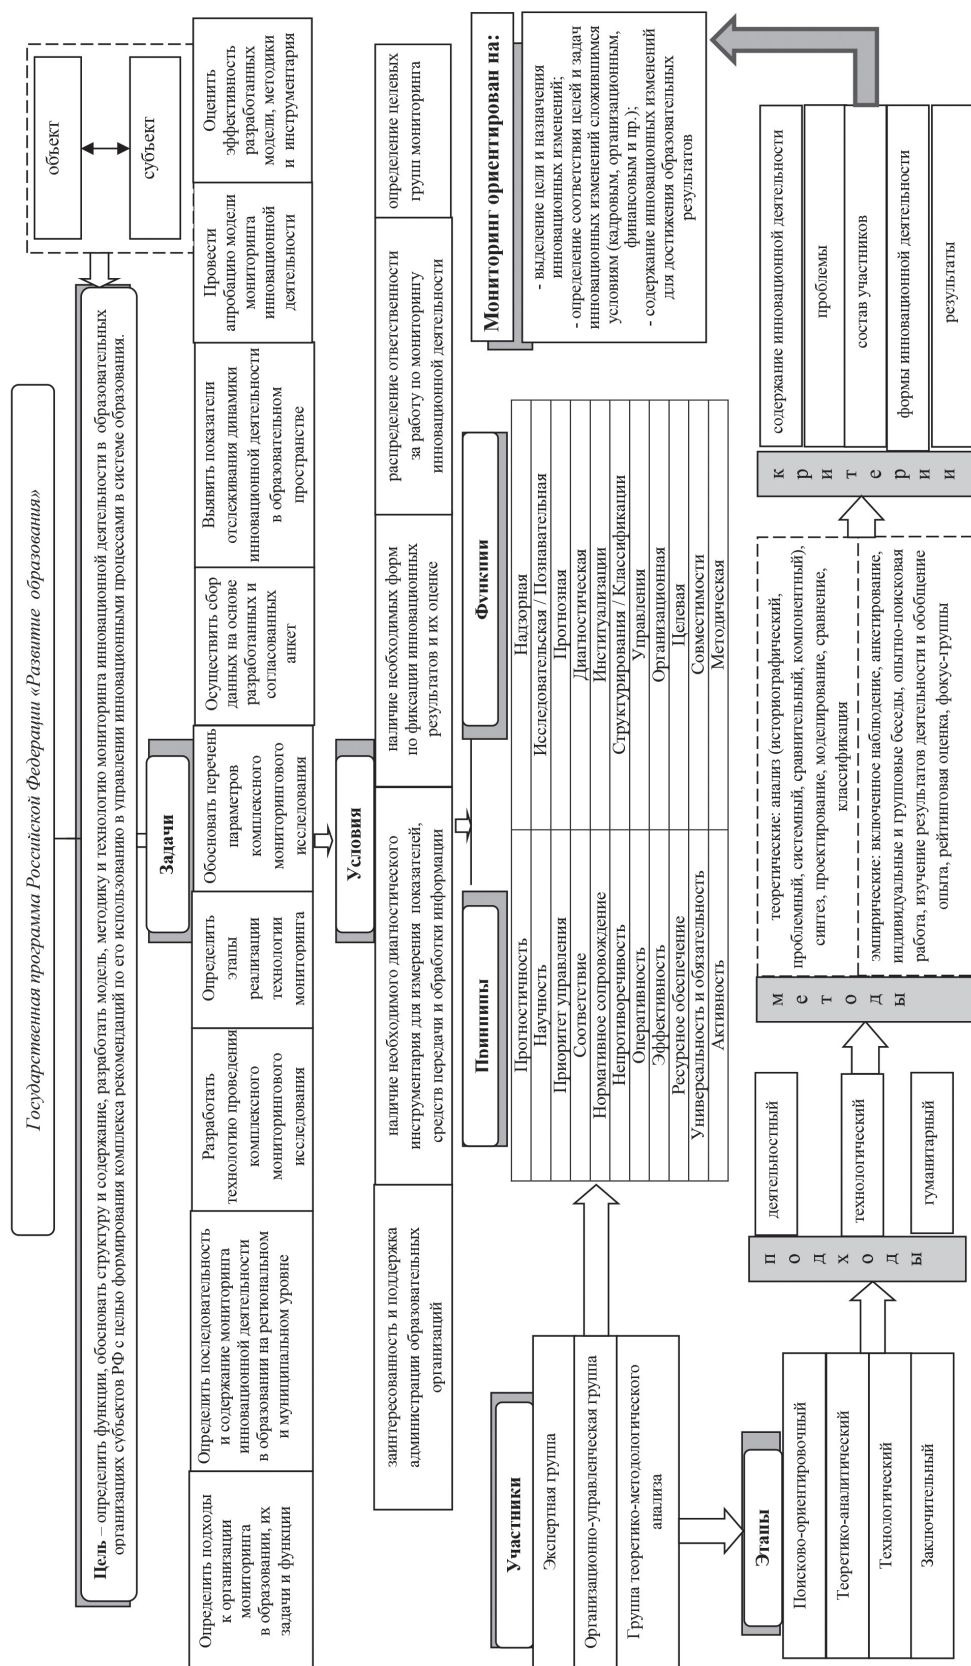 Государственная программа Российской Федерации «Развитие образования»
объект
субъект
Цель – определить функции, обосновать структуру и содержание, разработать модель, методику и технологию мониторинга инновационной деятельности в образовательных
организациях субъектов РФ с целью формирования комплекса рекомендаций по его использованию в управлении инновационными процессами в системе образования.
Задачи
Определить подходы
к организации
мониторинга
в образовании, их
задачи и функции
Определить последовательность
и содержание мониторинга
инновационной деятельности
в образовании на региональном
и муниципальном уровне
Разработать
технологию проведения
комплексного
мониторингового
исследования
Определить
этапы
реализации
технологии
мониторинга
Обосновать перечень
параметров
комплексного
мониторингового
исследования
Осуществить сбор
данных на основе
разработанных и
согласованных
анкет
Выявить показатели
отслеживания динамики
инновационной деятельности
в образовательном
пространстве
Провести
апробацию модели
мониторинга
инновационной
деятельности
Оценить
эффективность
разработанных
модели, методики
и инструментария
Условия
заинтересованность и поддержка
администрации образовательных
организаций
наличие необходимого диагностического
инструментария для измерения показателей,
средств передачи и обработки информации
наличие необходимых форм
по фиксации инновационных
результатов и их оценке
распределение ответственности
за работу по мониторингу
инновационной деятельности
определение целевых
групп мониторинга
Участники
Экспертная группа
Организационно-управленческая группа
Группа теоретико-методологического
анализа
Принципы
Функции
Прогностичность
Надзорная
Научность
Исследовательская / Познавательная
Приоритет управления
Прогнозная
Соответствие
Диагностическая
Нормативное сопровождение
Институализации
Непротиворечивость
Структурирования / Классификации
Оперативность
Управления
Эффективность
Организационная
Ресурсное обеспечение
Целевая
Универсальность и обязательность
Совместимости
Активность
Методическая
Мониторинг ориентирован на:
- выделение цели и назначения
инновационных изменений;
- определение соответствия целей и задач
инновационных изменений сложившимся
условиям (кадровым, организационным,
финансовым и пр.);
- содержание инновационных изменений
для достижения образовательных
результатов
Этапы
Поисково-ориентировочный
Теоретико-аналитический
Технологический
Заключительный
подходы
деятельностный
технологический
гуманитарный
методы
теоретические: анализ (историографический,
проблемный, системный, сравнительный, компонентный),
синтез, проектирование, моделирование, сравнение,
классификация
эмпирические: включенное наблюдение, анкетирование,
индивидуальные и групповые беседы, опытно-поисковая
работа, изучение результатов деятельности и обобщение
опыта, рейтинговая оценка, фокус-группы
критерии
содержание инновационной деятельности
проблемы
состав участников
формы инновационной деятельности
результаты